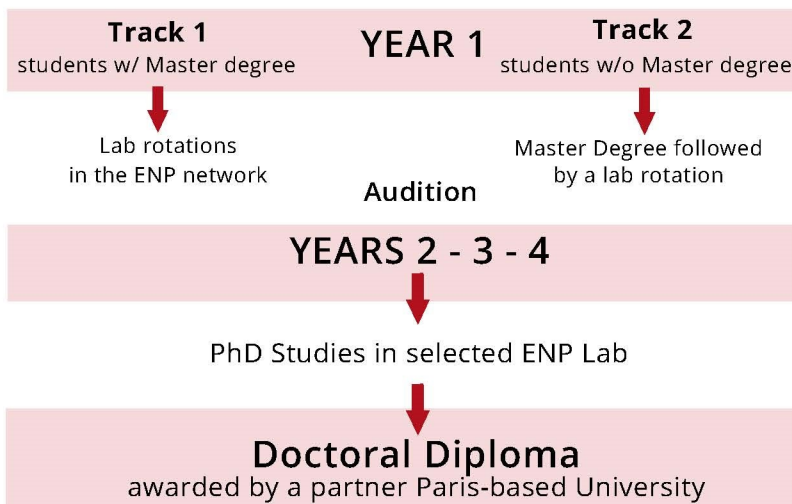 Track 1
students w/ Master degree
YEAR 1
Track 2
students w/o Master degree
Lab rotations
in the ENP network
Master Degree followed
by a lab rotation
Audition
YEARS 2 - 3 - 4
PhD Studies in selected ENP Lab
Doctoral Diploma
awarded by a partner Paris-based University